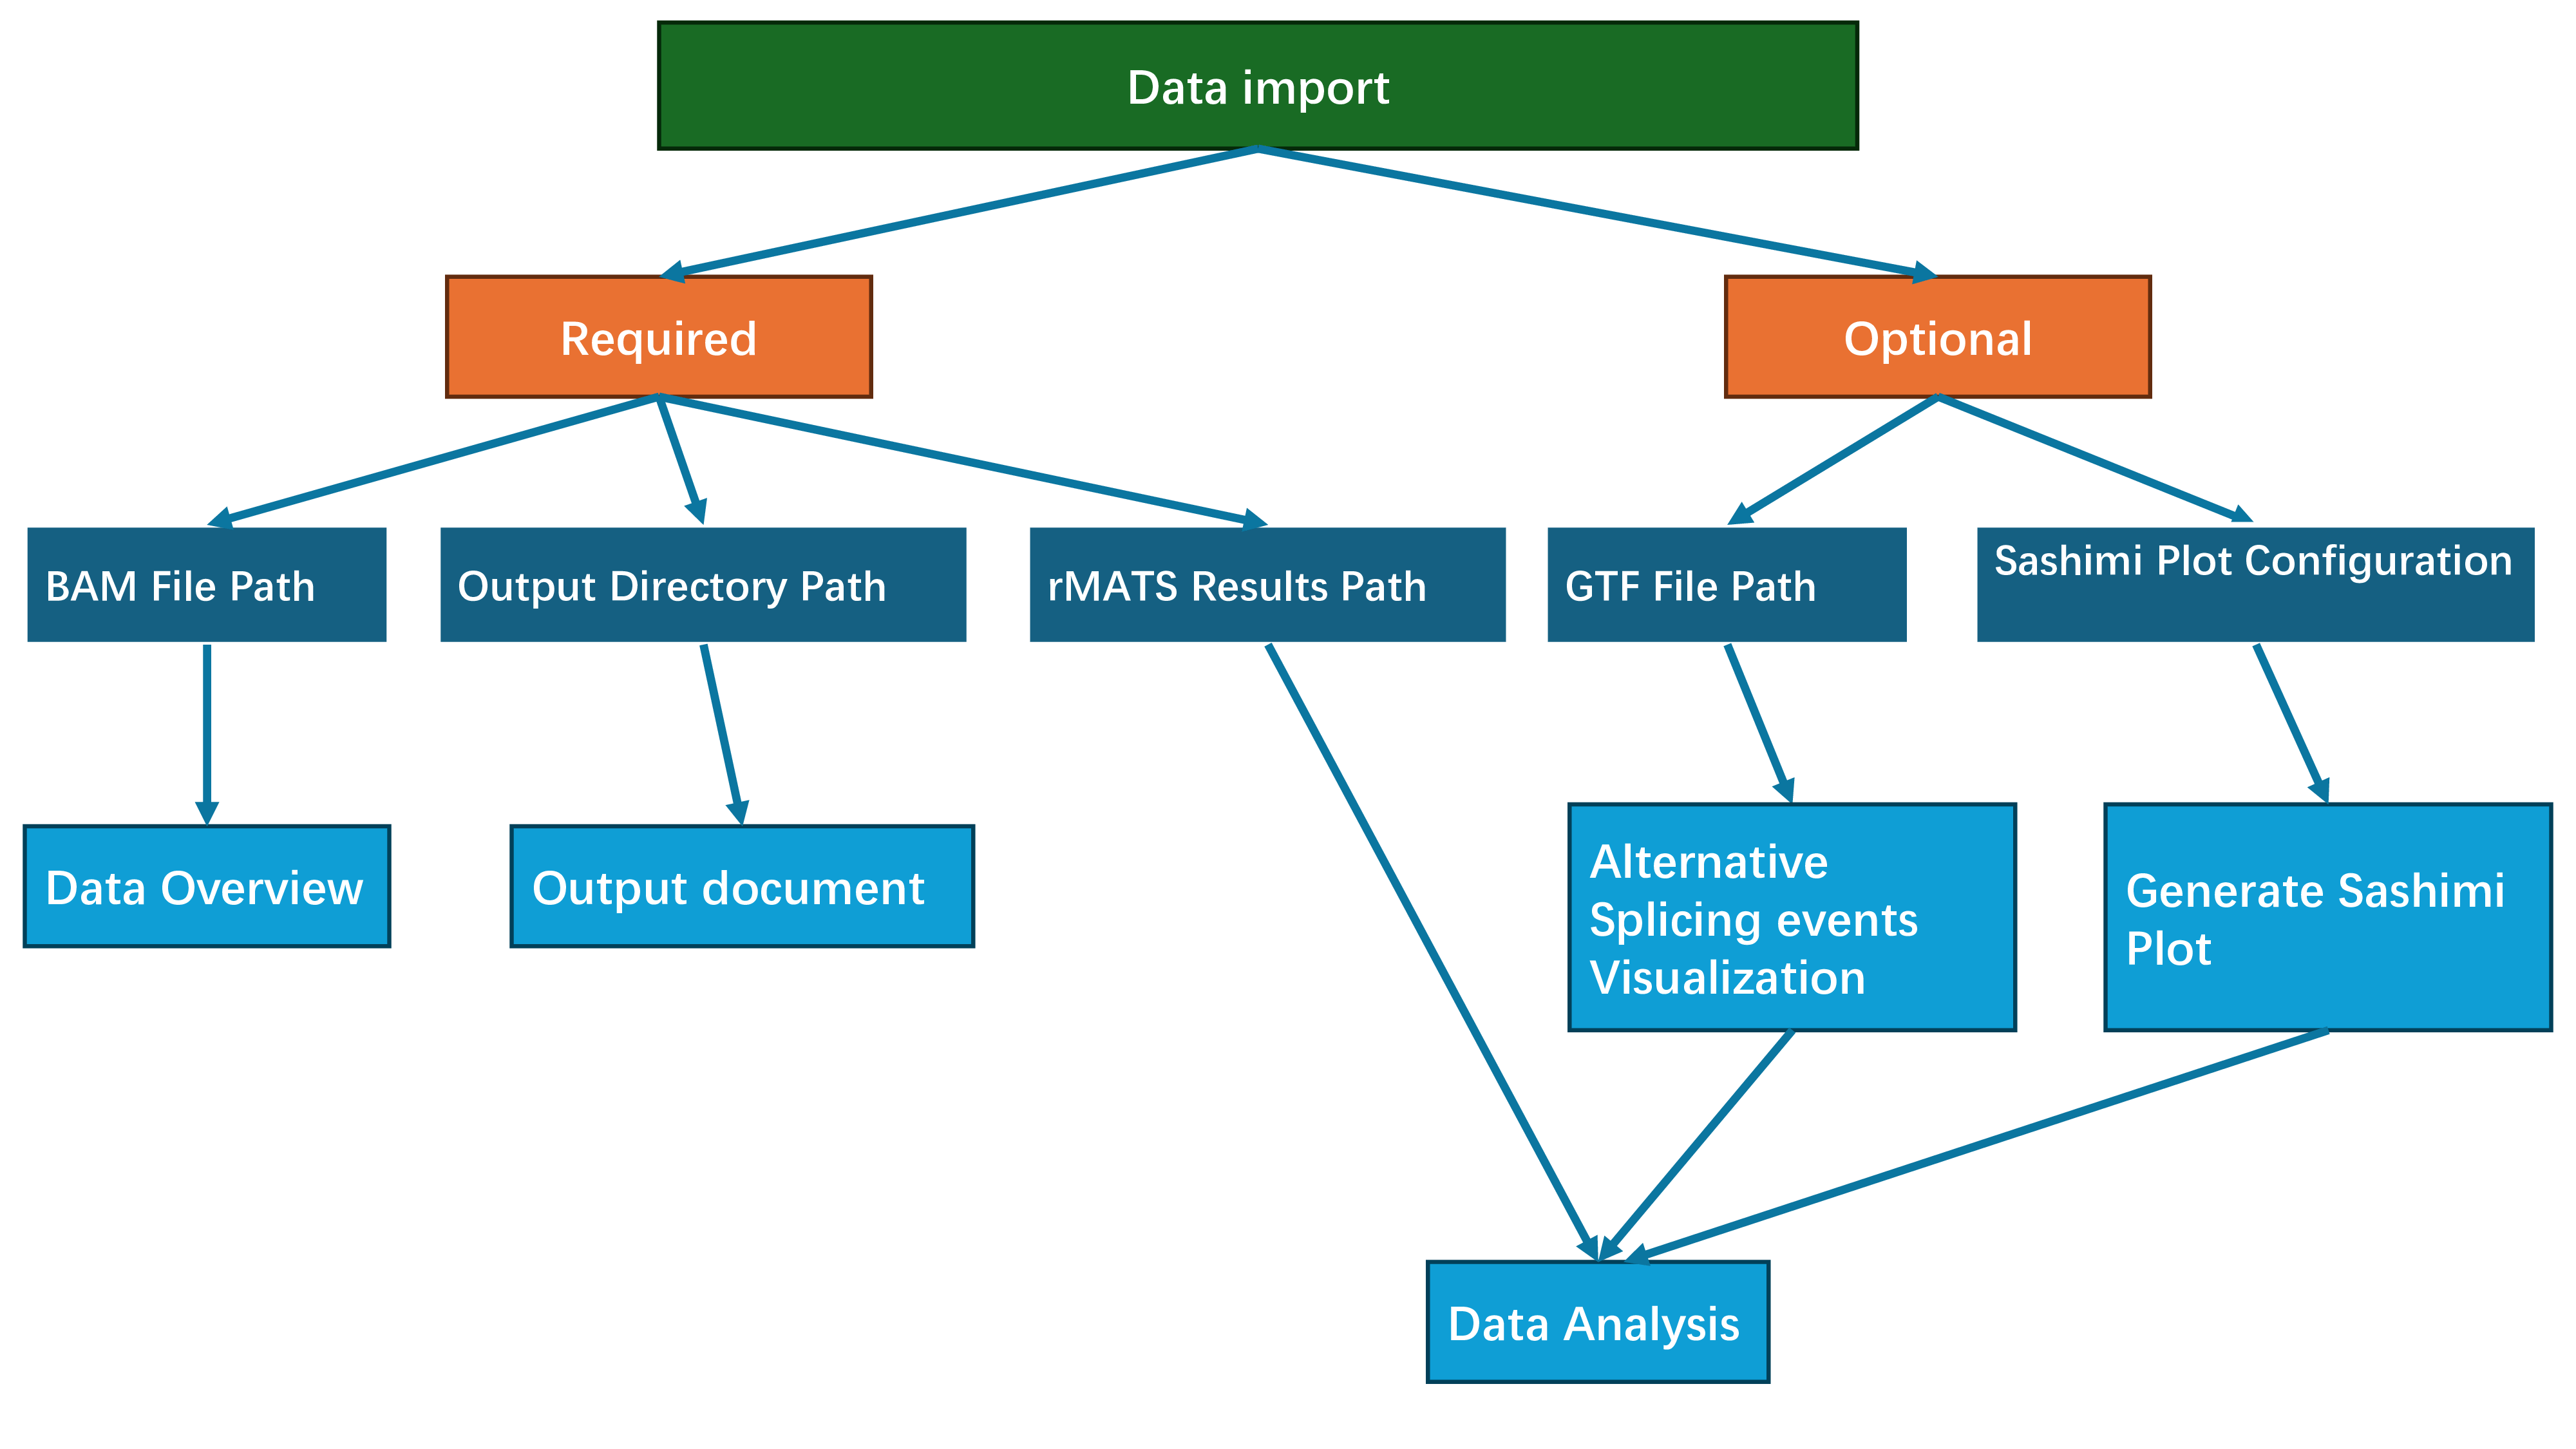 Data import
Required
Optional
BAM File Path
Output Directory Path
rMATS Results Path
GTF File Path
Sashimi Plot Configuration
Data Overview
Output document
Alternative
Splicing events
Visualization
Generate Sashimi
Plot
Data Analysis